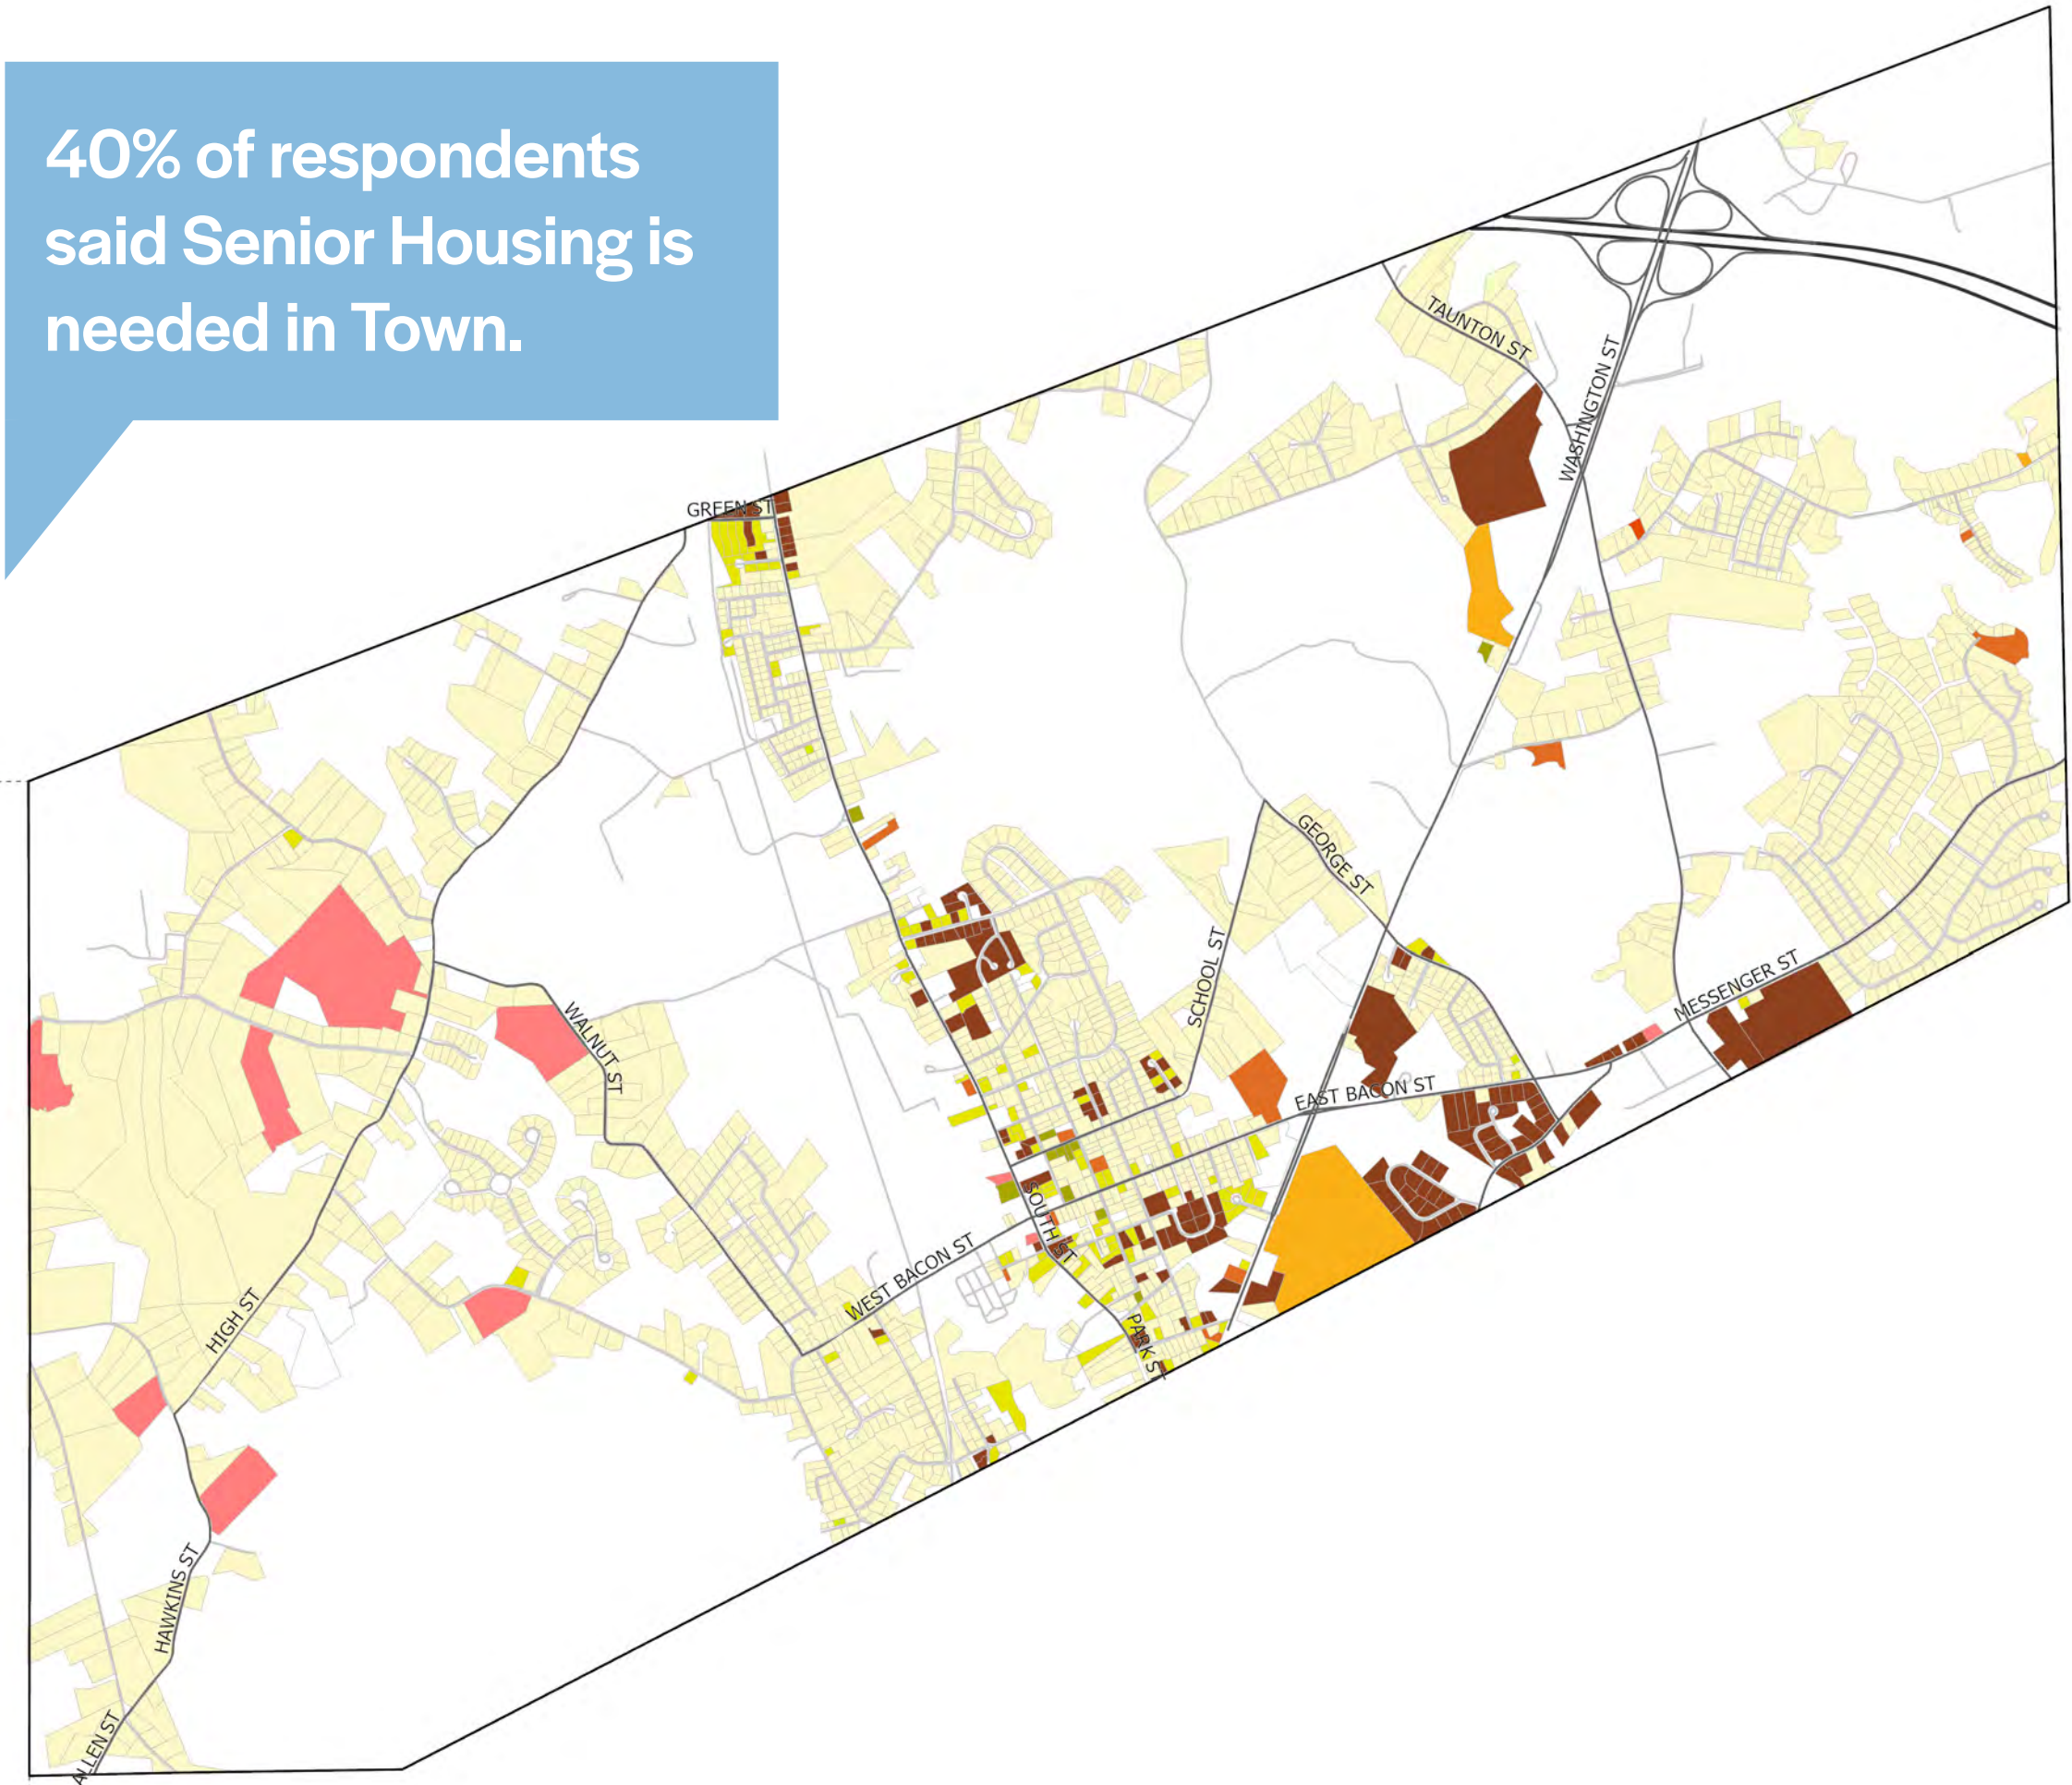 40% of respondents
said Senior Housing is
needed in Town.
TAUNTON ST
WASHINGTON ST
GREEN ST
GEORGE ST
SCHOOL ST
MESSENGER ST
WALNUT ST
EAST BACON ST
SOUTH ST
WEST BACON ST
HIGH ST
PARK ST
HAWKINS ST
ALLEN ST